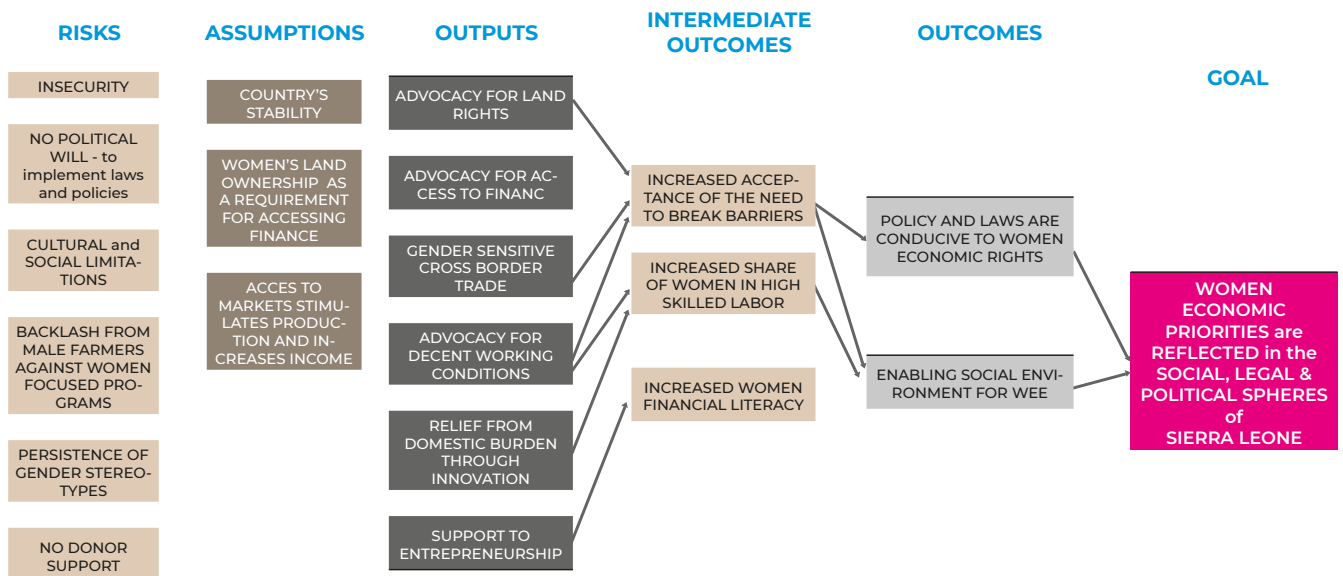 RISKS
INSECURITY
NO POLITICAL
WILL - to
implement laws
and policies
CULTURAL and
SOCIAL LIMITA-
TIONS
BACKLASH FROM
MALE FARMERS
AGAINST WOMEN
FOCUSED PRO-
GRAMS
PERSISTENCE OF
GENDER STEREO-
TYPES
NO DONOR
SUPPORT
ASSUMPTIONS
COUNTRY'S
STABILITY
WOMEN'S LAND
OWNERSHIP AS
A REQUIREMENT
FOR ACCESSING
FINANCE
ACCES TO
MARKETS STIMU-
LATES PRODUC-
TION AND IN-
CREASES INCOME
OUTPUTS
ADVOCACY FOR LAND
RIGHTS
ADVOCACY FOR AC-
CESS TO FINANC
GENDER SENSITIVE
CROSS BORDER
TRADE
ADVOCACY FOR
DECENT WORKING
CONDITIONS
RELIEF FROM
DOMESTIC BURDEN
THROUGH
INNOVATION
SUPPORT TO
ENTREPRENEURSHIP
INTERMEDIATE
OUTCOMES
INCREASED ACCEP-
TANCE OF THE NEED
TO BREAK BARRIERS
INCREASED SHARE
OF WOMEN IN HIGH
SKILLED LABOR
INCREASED WOMEN
FINANCIAL LITERACY
OUTCOMES
POLICY AND LAWS ARE
CONDUCIVE TO WOMEN
ECONOMIC RIGHTS
ENABLING SOCIAL ENVI-
RONMENT FOR WEE
GOAL
WOMEN
ECONOMIC
PRIORITIES are
REFLECTED in the
SOCIAL, LEGAL &
POLITICAL SPHERES
of
SIERRA LEONE